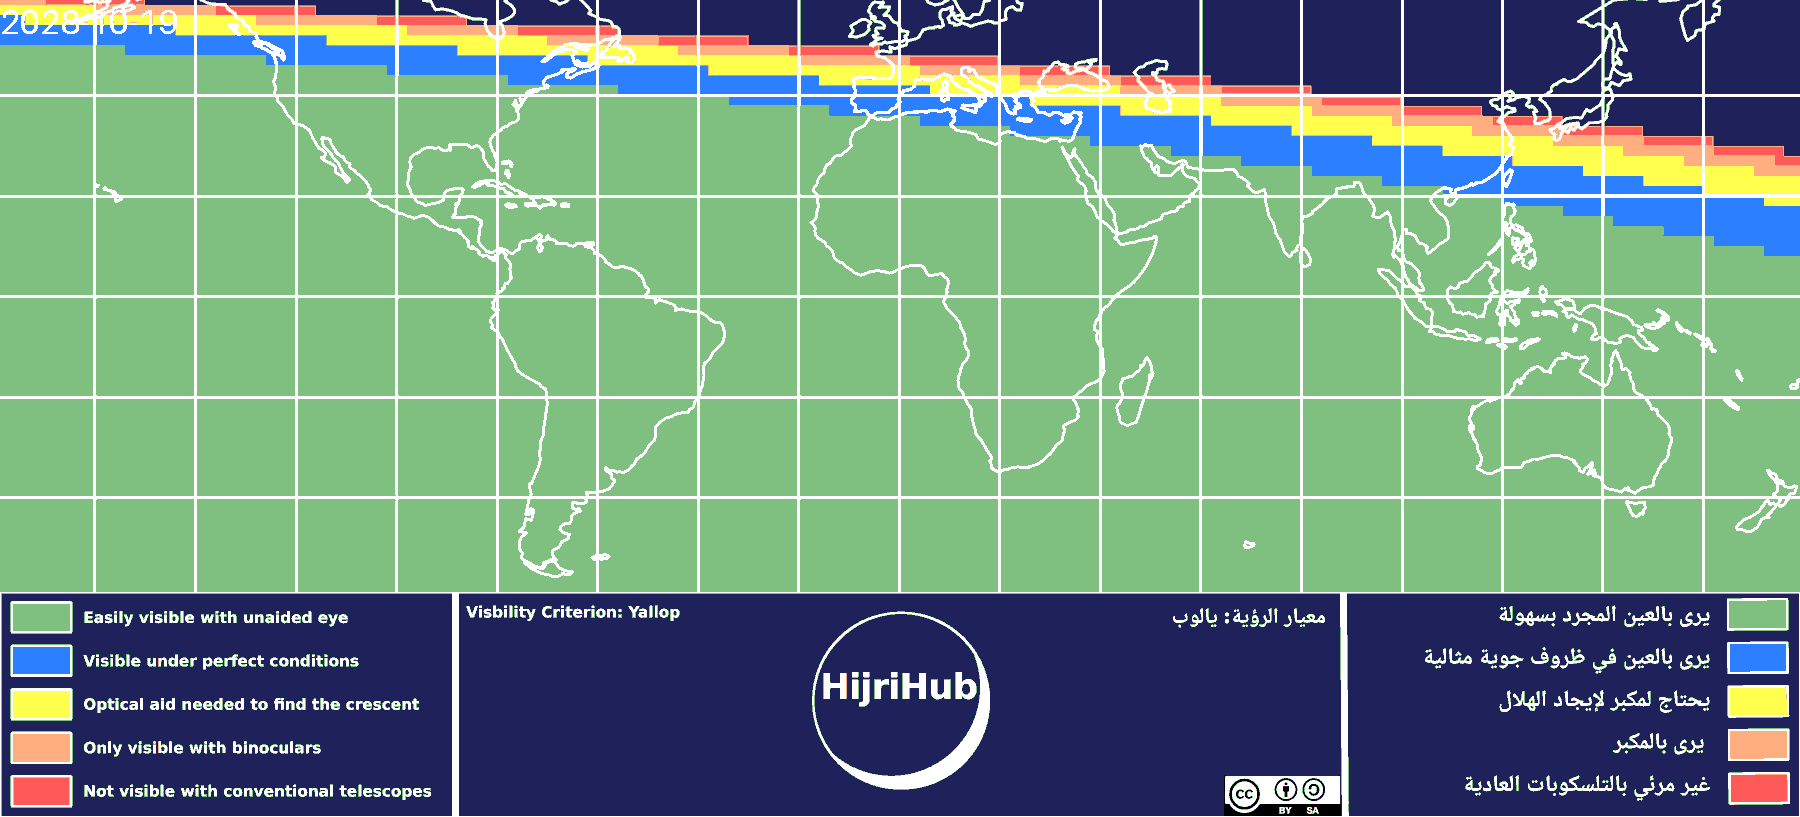 2028-10-19
Easily visible with unaided eye
Visible under perfect conditions
Optical aid needed to find the crescent
Only visible with binoculars
Not visible with conventional telescopes
Visbility Criterion: Yallop
معيار الرؤية: يالوب
HijriHub
cc
BY SA
يرى بالعين المجرد بسهولة
يرى بالعين في ظروف جوية مثالية
يحتاج لمكبر لإيجاد الهلال
يرى بالمكبر
غير مرئي بالتلسكوبات العادية